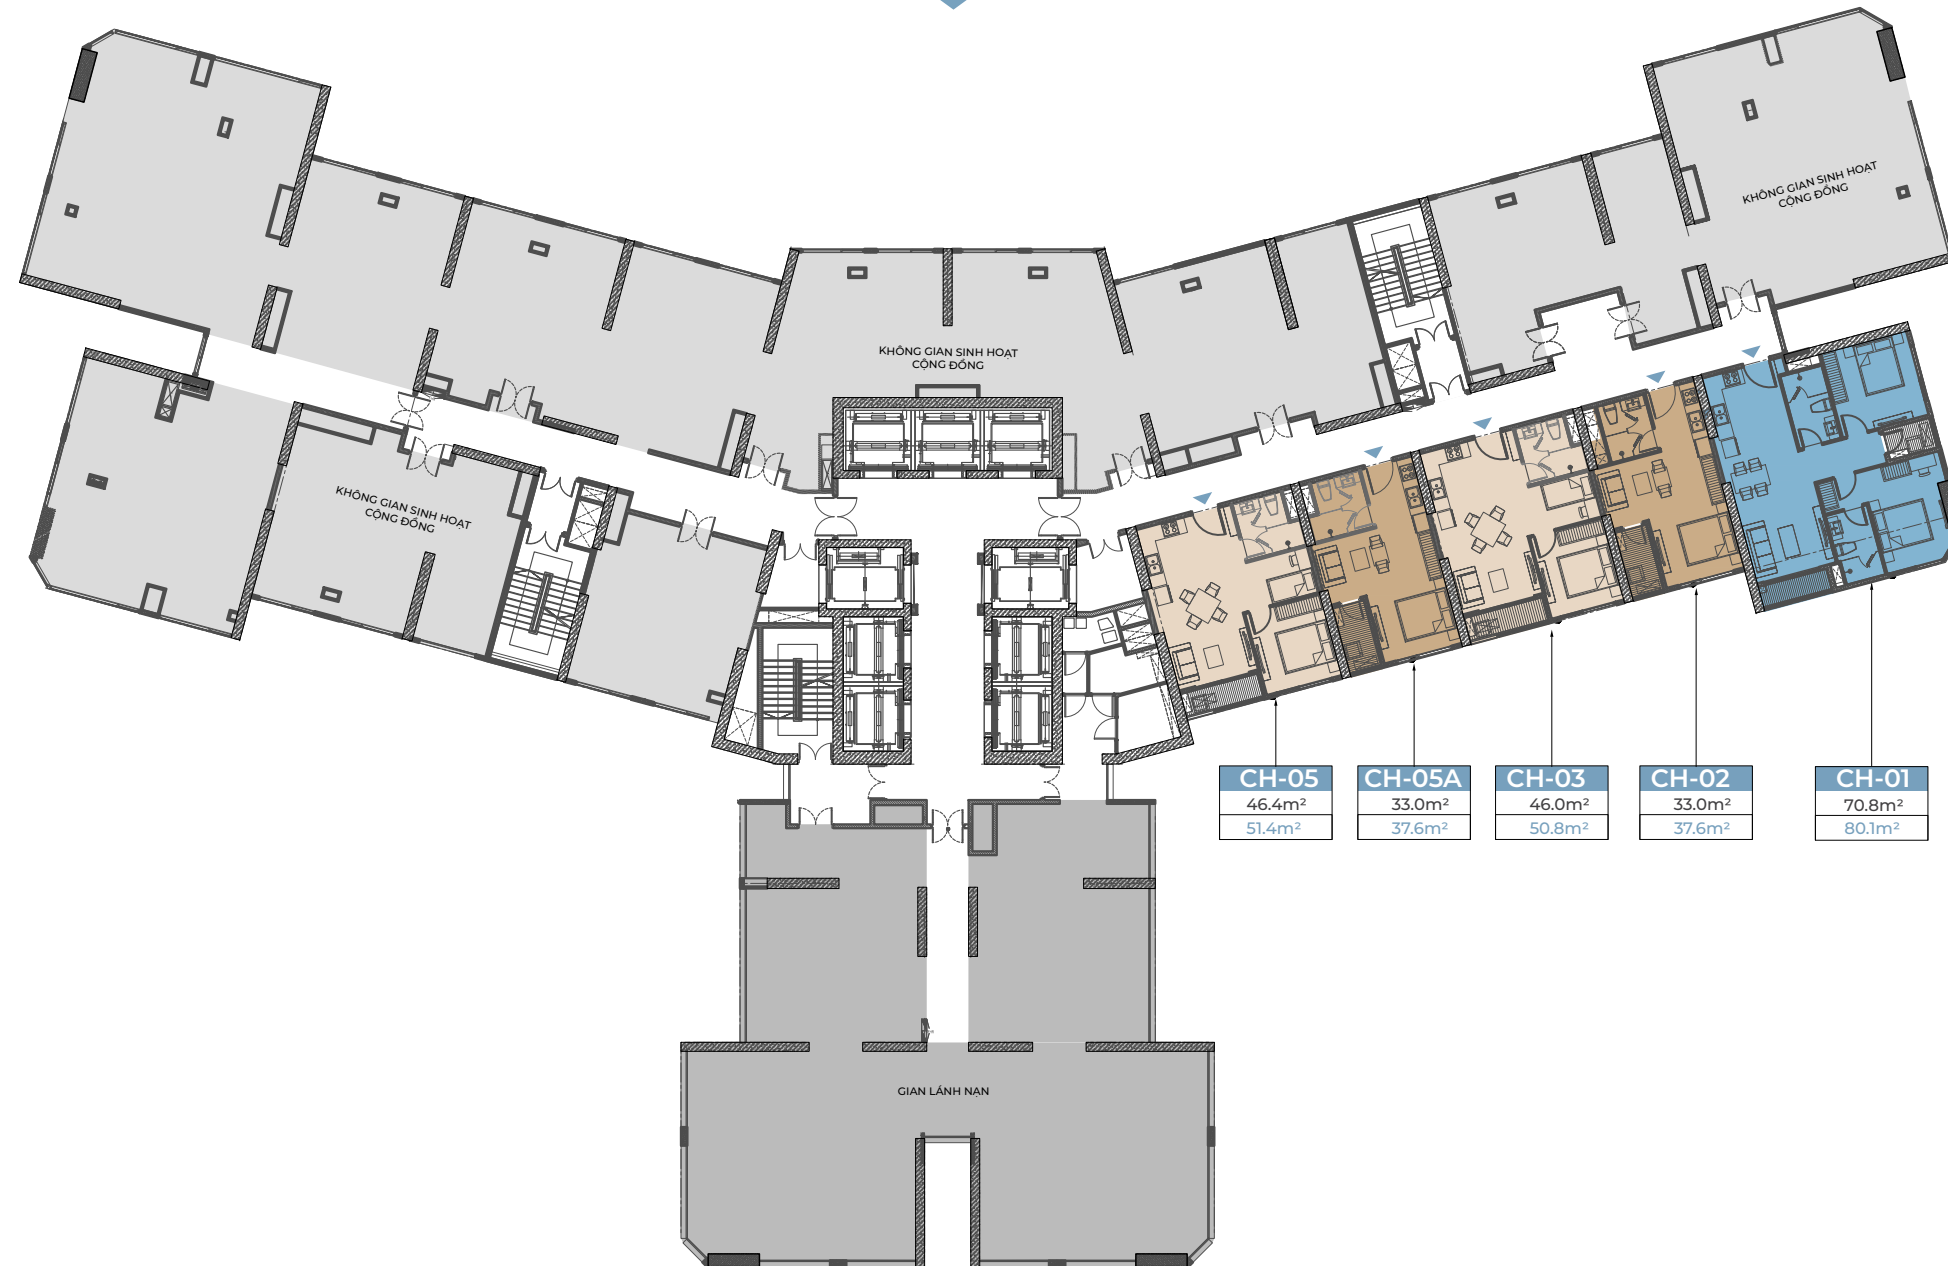 KHÔNG GIAN SINH HOẠT
CỘNG ĐỒNG
KHÔNG GIAN SINH HOẠT
CỘNG ĐỒNG
KHÔNG GIAN SINH HOẠT
CỘNG ĐỒNG
CH-05
46.4m²
51.4m²
CH-05A
33.0m²
37.6m²
CH-03
46.0m²
50.8m²
CH-02
33.0m²
37.6m²
CH-01
70.8m²
80.1m²
GIAN LÁNH NẠN